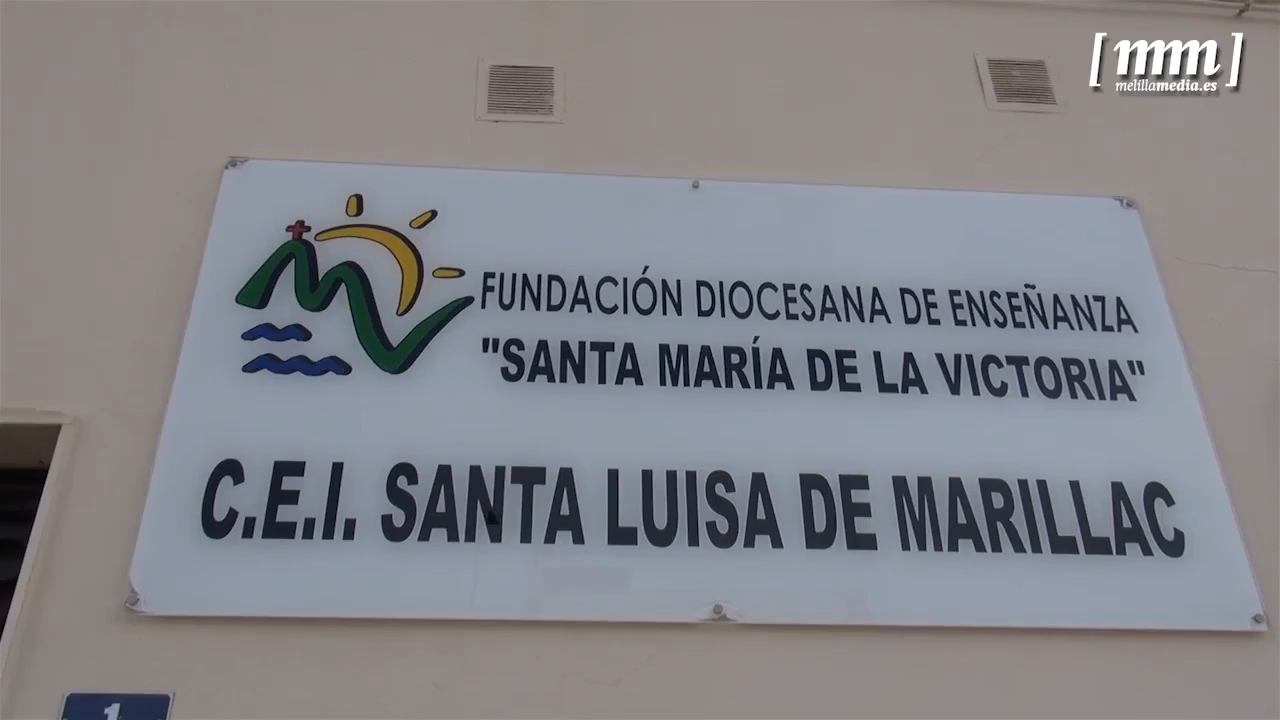 [mm]
melillamedia.es
FUNDACIÓN DIOCESANA DE ENSEÑANZA
"SANTA MARÍA DE LA VICTORIA"
C.E.I. SANTA LUISA DE MARILLAC
1